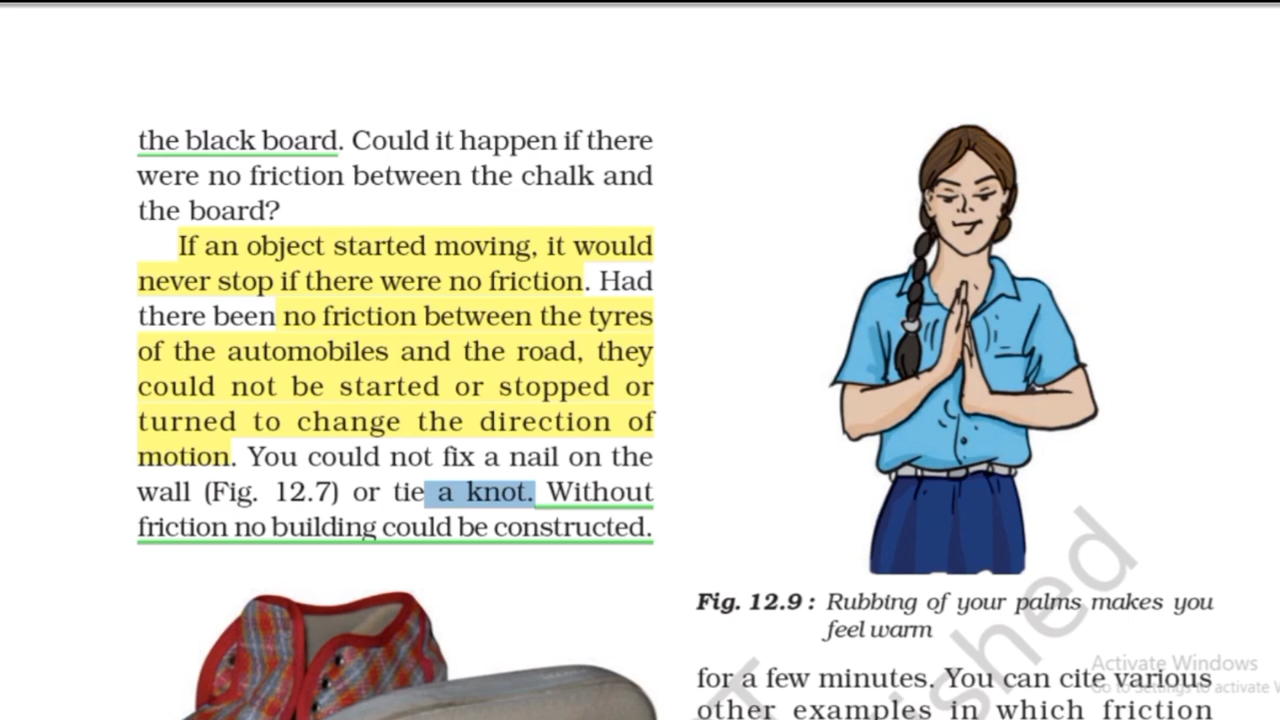 the black board. Could it happen if there
were no friction between the chalk and
the board?
If an object started moving, it would
never stop if there were no friction. Had
there been no friction between the tyres
of the automobiles and the road, they
could not be started or stopped or
turned to change the direction of
motion. You could not fix a nail on the
wall (Fig. 12.7) or tie a knot. Without
friction no building could be constructed.
Fig. 12.9 : Rubbing of your palms makes you
feel warm
for a few minutes. You can cite various
other examples in which friction
Activate Windows
Go to Settings to activate